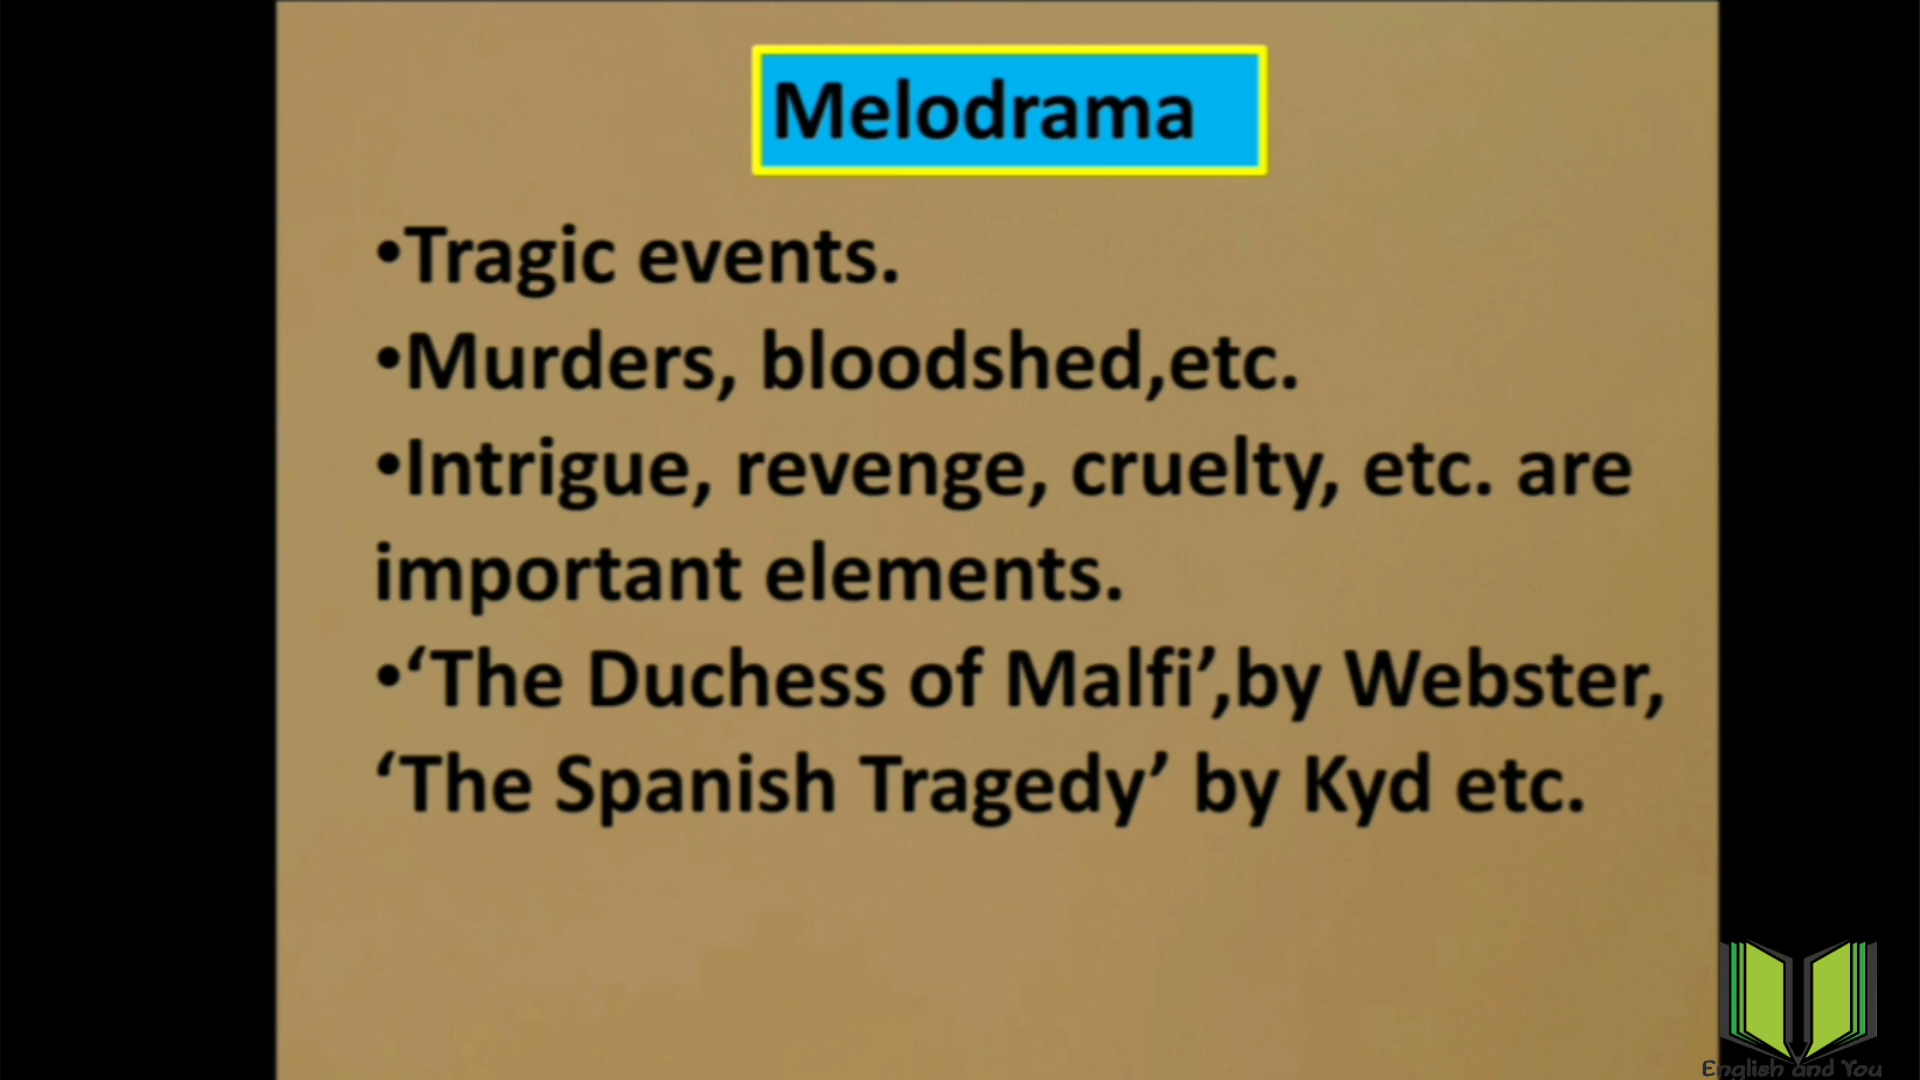 Melodrama
•Tragic events.
•Murders, bloodshed,etc.
•Intrigue, revenge, cruelty, etc. are
important elements.
•‘The Duchess of Malfi’,by Webster,
‘The Spanish Tragedy’ by Kyd etc.
English and You